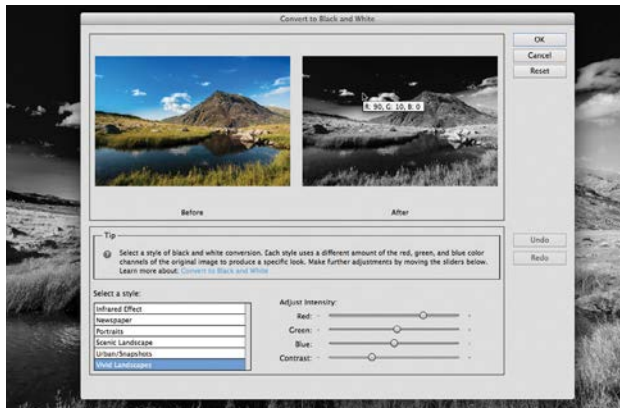 Convert to Black and White
OK
Cancel
Reset
R: 90, G: 10, B: 0
Before
After
Tip
Select a style of black and white conversion. Each style uses a different amount of the red, green, and blue color
channels of the original image to produce a specific look. Make further adjustments by moving the sliders below.
Learn more about: Convert to Black and White
Undo
Redo
Select a style:
Infrared Effect
Newspaper
Portraits
Scenic Landscape
Urban/Snapshots
Vivid Landscapes
Adjust Intensity:
Red:
Green:
Blue:
Contrast: